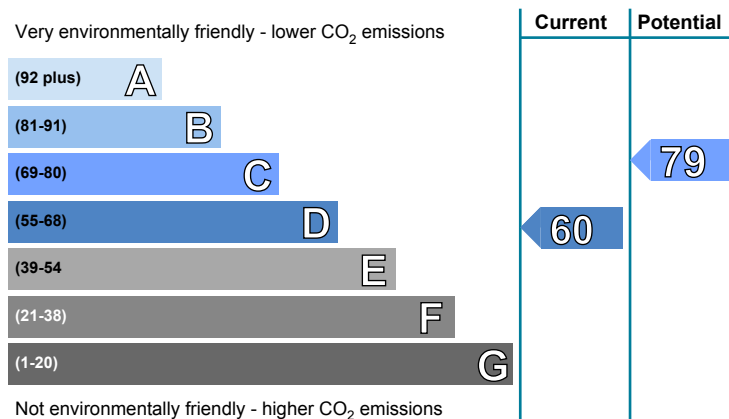 Very environmentally friendly - lower CO₂ emissions
Current
Potential
(92 plus) A
(81-91) B
(69-80) C
79
(55-68) D
60
(39-54 E
(21-38) F
(1-20) G
Not environmentally friendly - higher CO₂ emissions